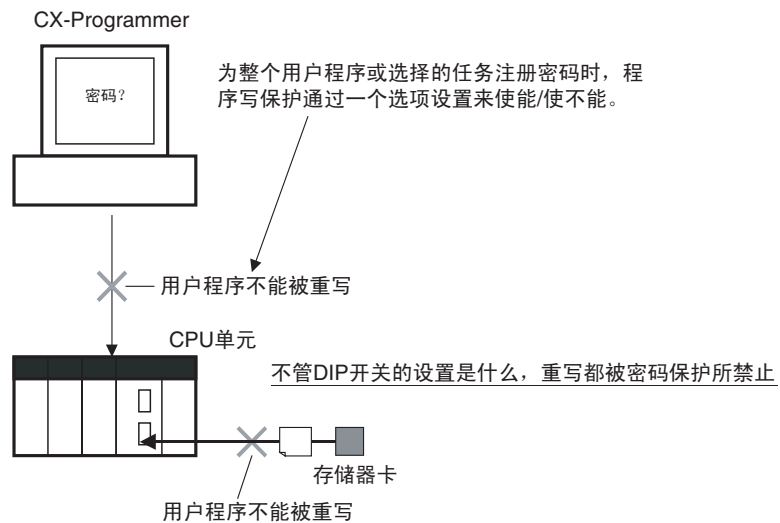 CX-Programmer
密码?
为整个用户程序或选择的任务注册密码时，程
序写保护通过一个选项设置来使能/使不能。
用户程序不能被重写
CPU单元
不管DIP开关的设置是什么，重写都被密码保护所禁止
存储器卡
用户程序不能被重写